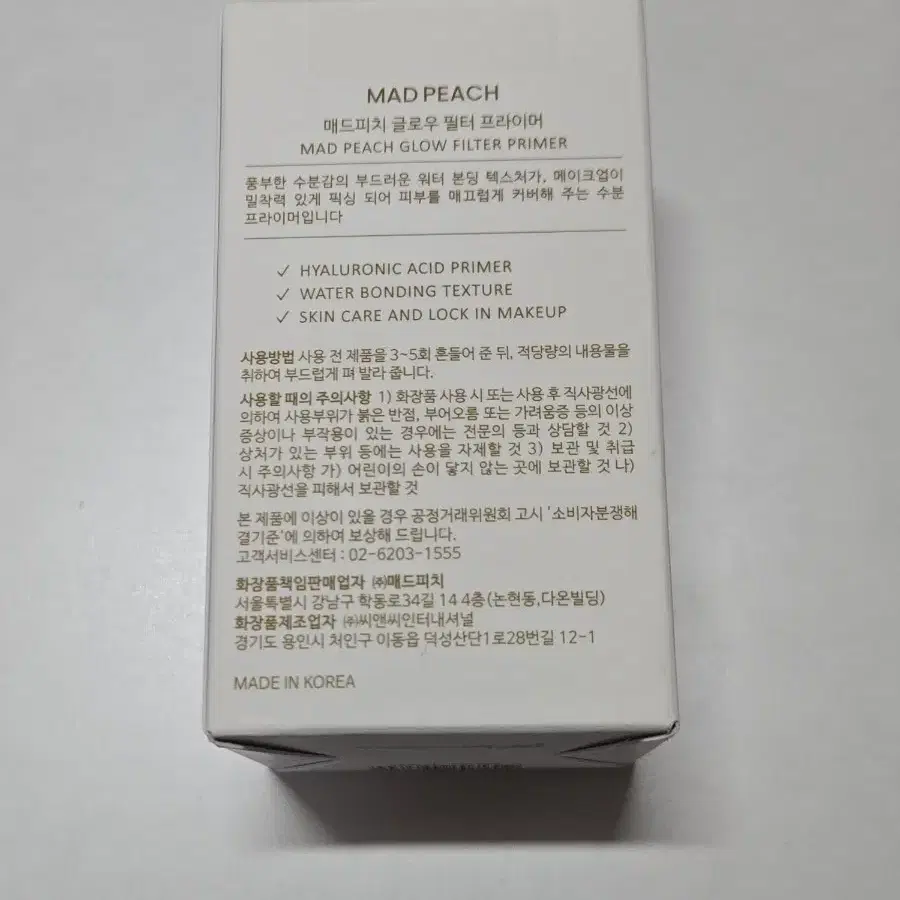 MAD PEACH
매드피치 글로우 필터 프라이머
MAD PEACH GLOW FILTER PRIMER
풍부한 수분감의 부드러운 워터 본딩 텍스처가, 메이크업이
밀착력 있게 픽싱 되어 피부를 매끄럽게 커버해 주는 수분
프라이머입니다
✓ HYALURONIC ACID PRIMER
✓ WATER BONDING TEXTURE
✓ SKIN CARE AND LOCK IN MAKEUP
사용방법 사용 전 제품을 3~5회 흔들어 준 뒤, 적당량의 내용물을
취하여 부드럽게 펴 발라 줍니다.
사용할 때의 주의사항 1) 화장품 사용 시 또는 사용 후 직사광선에
의하여 사용부위가 붉은 반점, 부어오름 또는 가려움증 등의 이상
증상이나 부작용이 있는 경우에는 전문의 등과 상담할 것 2)
상처가 있는 부위 등에는 사용을 자제할 것 3) 보관 및 취급
시 주의사항 가) 어린이의 손이 닿지 않는 곳에 보관할 것 나)
직사광선을 피해서 보관할 것
본 제품에 이상이 있을 경우 공정거래위원회 고시 '소비자분쟁해
결기준'에 의하여 보상해 드립니다.
고객서비스센터 : 02-6203-1555
화장품책임판매업자 ㈜매드피치
서울특별시 강남구 학동로34길 14 4층(논현동,다온빌딩)
화장품제조업자 ㈜씨앤씨인터내셔널
경기도 용인시 처인구 이동읍 덕성산단1로28번길 12-1
MADE IN KOREA